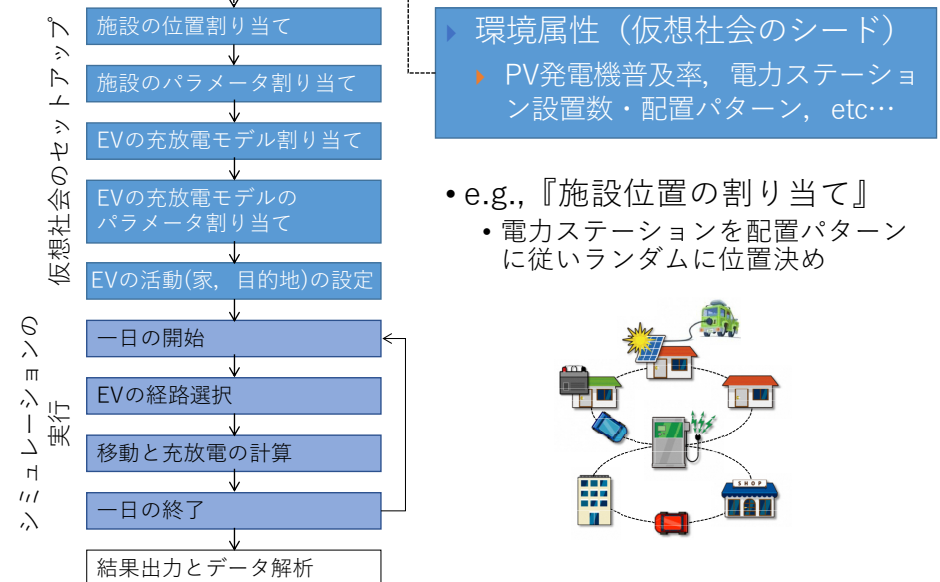 仮想社会のセットアップ
施設の位置割り当て
施設のパラメータ割り当て
EVの充放電モデル割り当て
EVの充放電モデルの
パラメータ割り当て
EVの活動(家, 目的地)の設定
シミュレーションの
実行
一日の開始
EVの経路選択
移動と充放電の計算
一日の終了
結果出力とデータ解析
環境属性（仮想社会のシード）
PV発電機普及率, 電力ステーショ
ン設置数・配置パターン, etc…
• e.g.,『施設位置の割り当て』
• 電力ステーションを配置パターン
に従いランダムに位置決め
SHOP